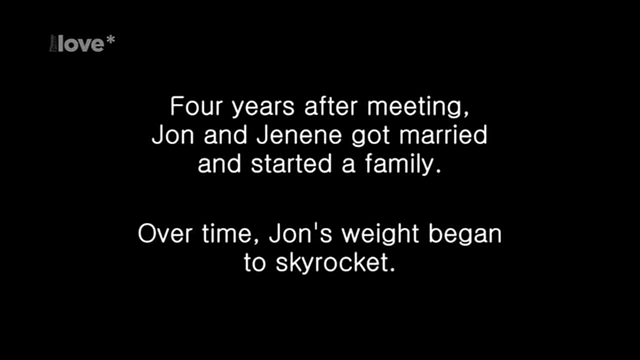 love*
Four years after meeting,
Jon and Jenene got married
and started a family.
Over time, Jon's weight began
to skyrocket.